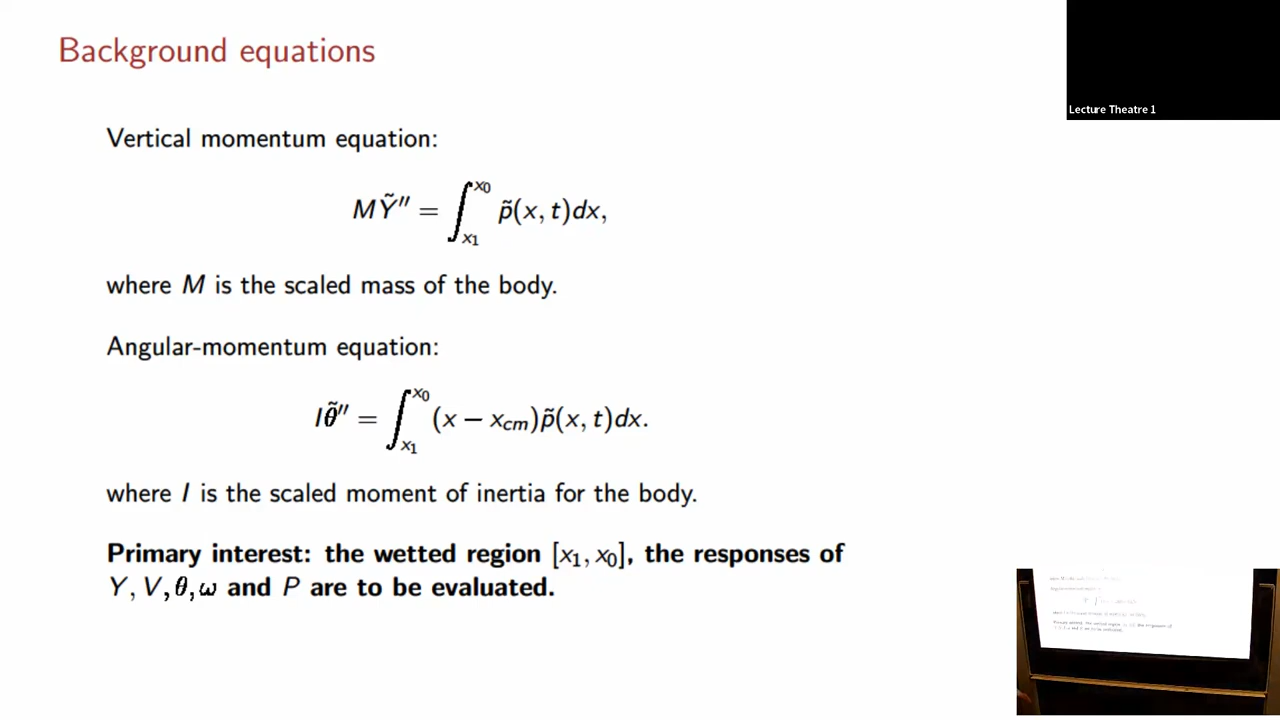 Background equations
Lecture Theatre 1
Vertical momentum equation:
MỸ″ = ∫_{x₁}^{x₀} p̃(x, t)dx,
where M is the scaled mass of the body.
Angular-momentum equation:
Iθ̃″ = ∫_{x₁}^{x₀} (x − x_{cm})p̃(x, t)dx.
where I is the scaled moment of inertia for the body.
Primary interest: the wetted region [x₁, x₀], the responses of
Y, V, θ, ω and P are to be evaluated.